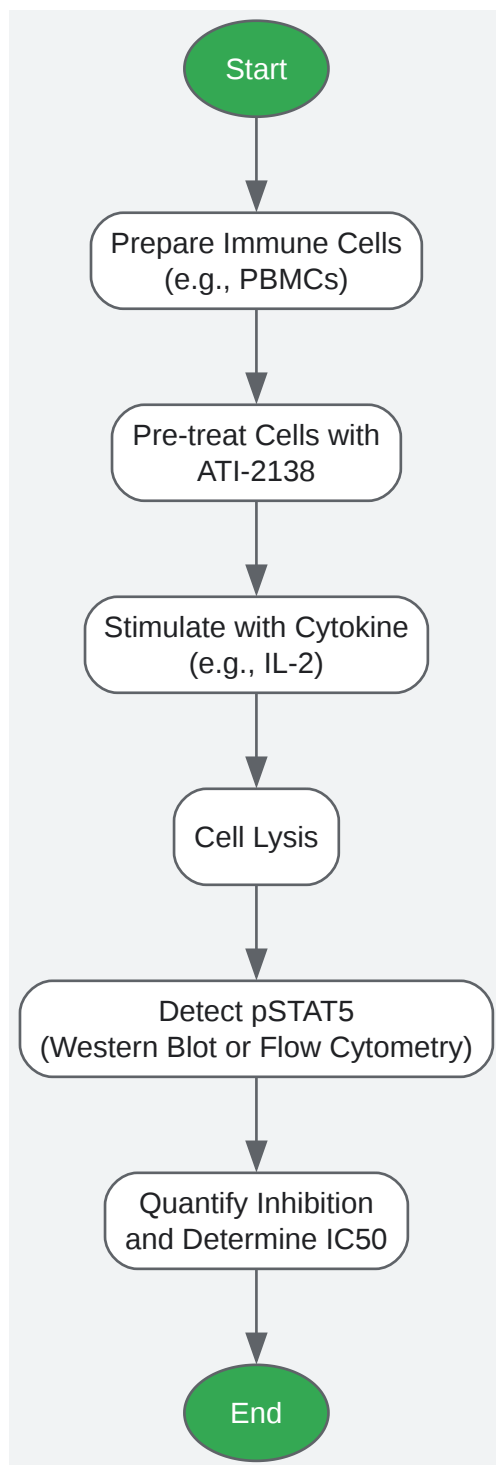 Start
Prepare Immune Cells
(e.g., PBMCs)
Pre-treat Cells with
ATI-2138
Stimulate with Cytokine
(e.g., IL-2)
Cell Lysis
Detect pSTAT5
(Western Blot or Flow Cytometry)
Quantify Inhibition
and Determine IC50
End